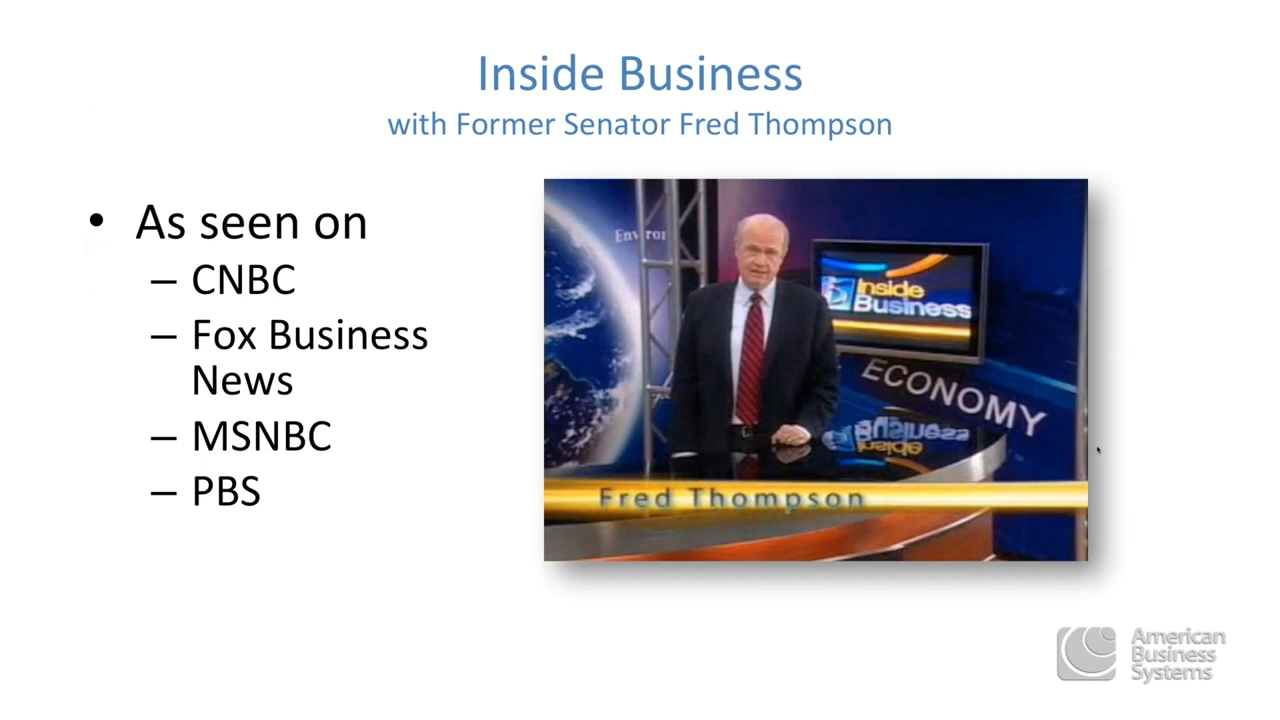 Inside Business
with Former Senator Fred Thompson
• As seen on
– CNBC
– Fox Business
News
– MSNBC
– PBS
Environ
Inside
Business
ECONOMY
Fred Thompson
American
Business
Systems